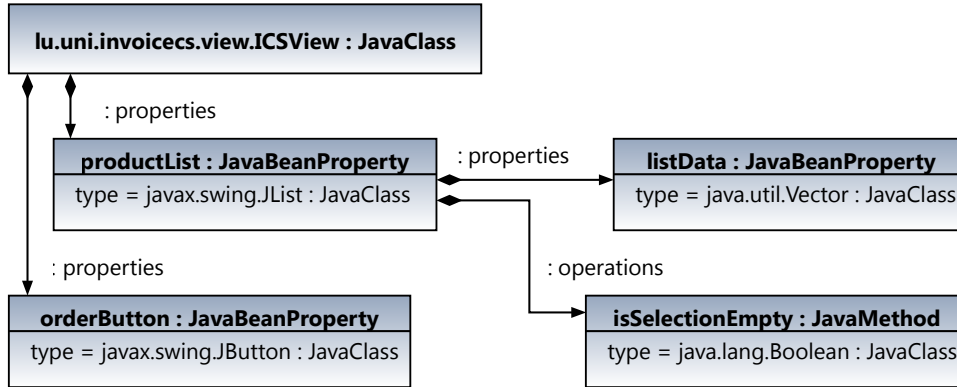 lu.uni.invoicecs.view.ICSView : JavaClass
: properties
productList : JavaBeanProperty
type = javax.swing.JList : JavaClass
: properties
listData : JavaBeanProperty
type = java.util.Vector : JavaClass
: properties
: operations
orderButton : JavaBeanProperty
type = javax.swing.JButton : JavaClass
isSelectionEmpty : JavaMethod
type = java.lang.Boolean : JavaClass